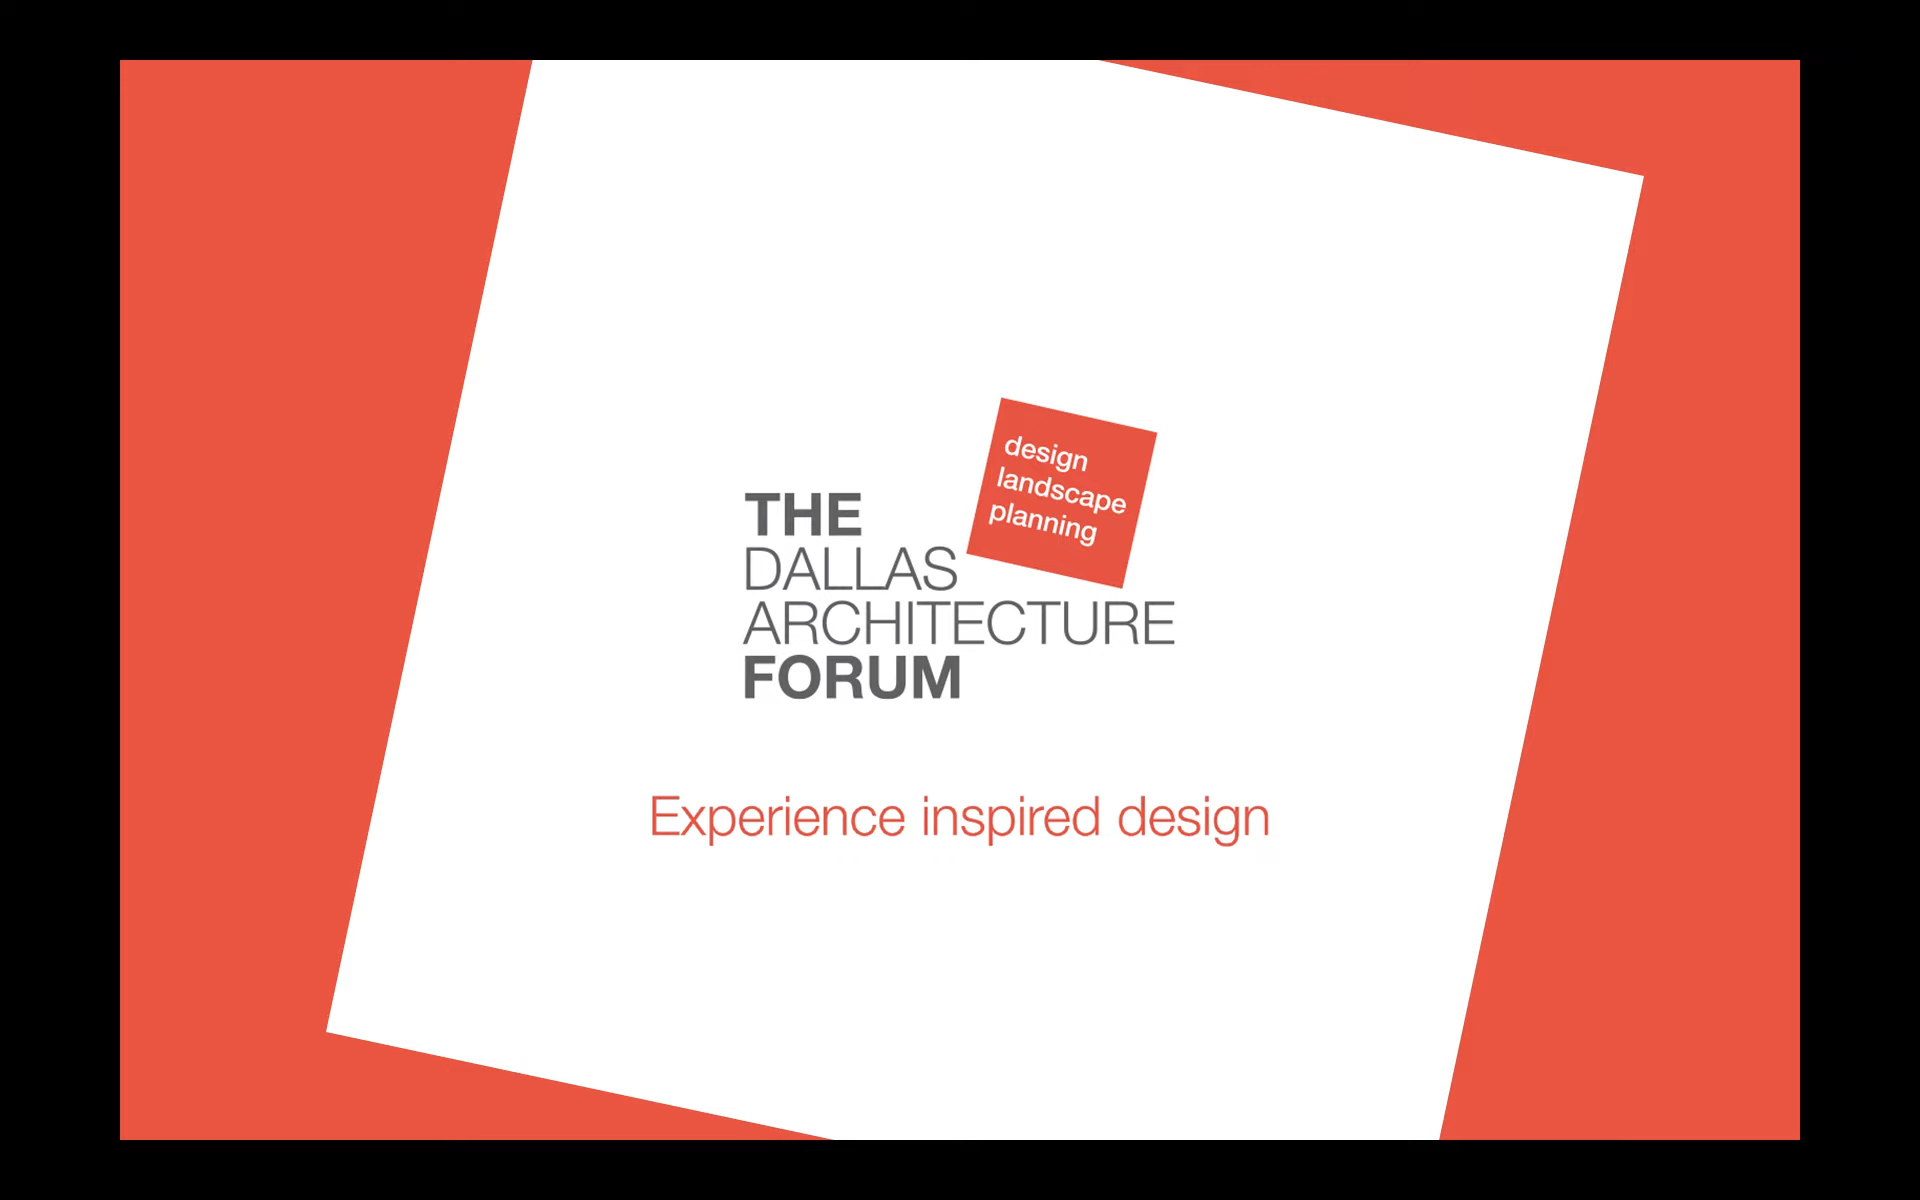 design
landscape
planning
THE
DALLAS
ARCHITECTURE
FORUM
Experience inspired design